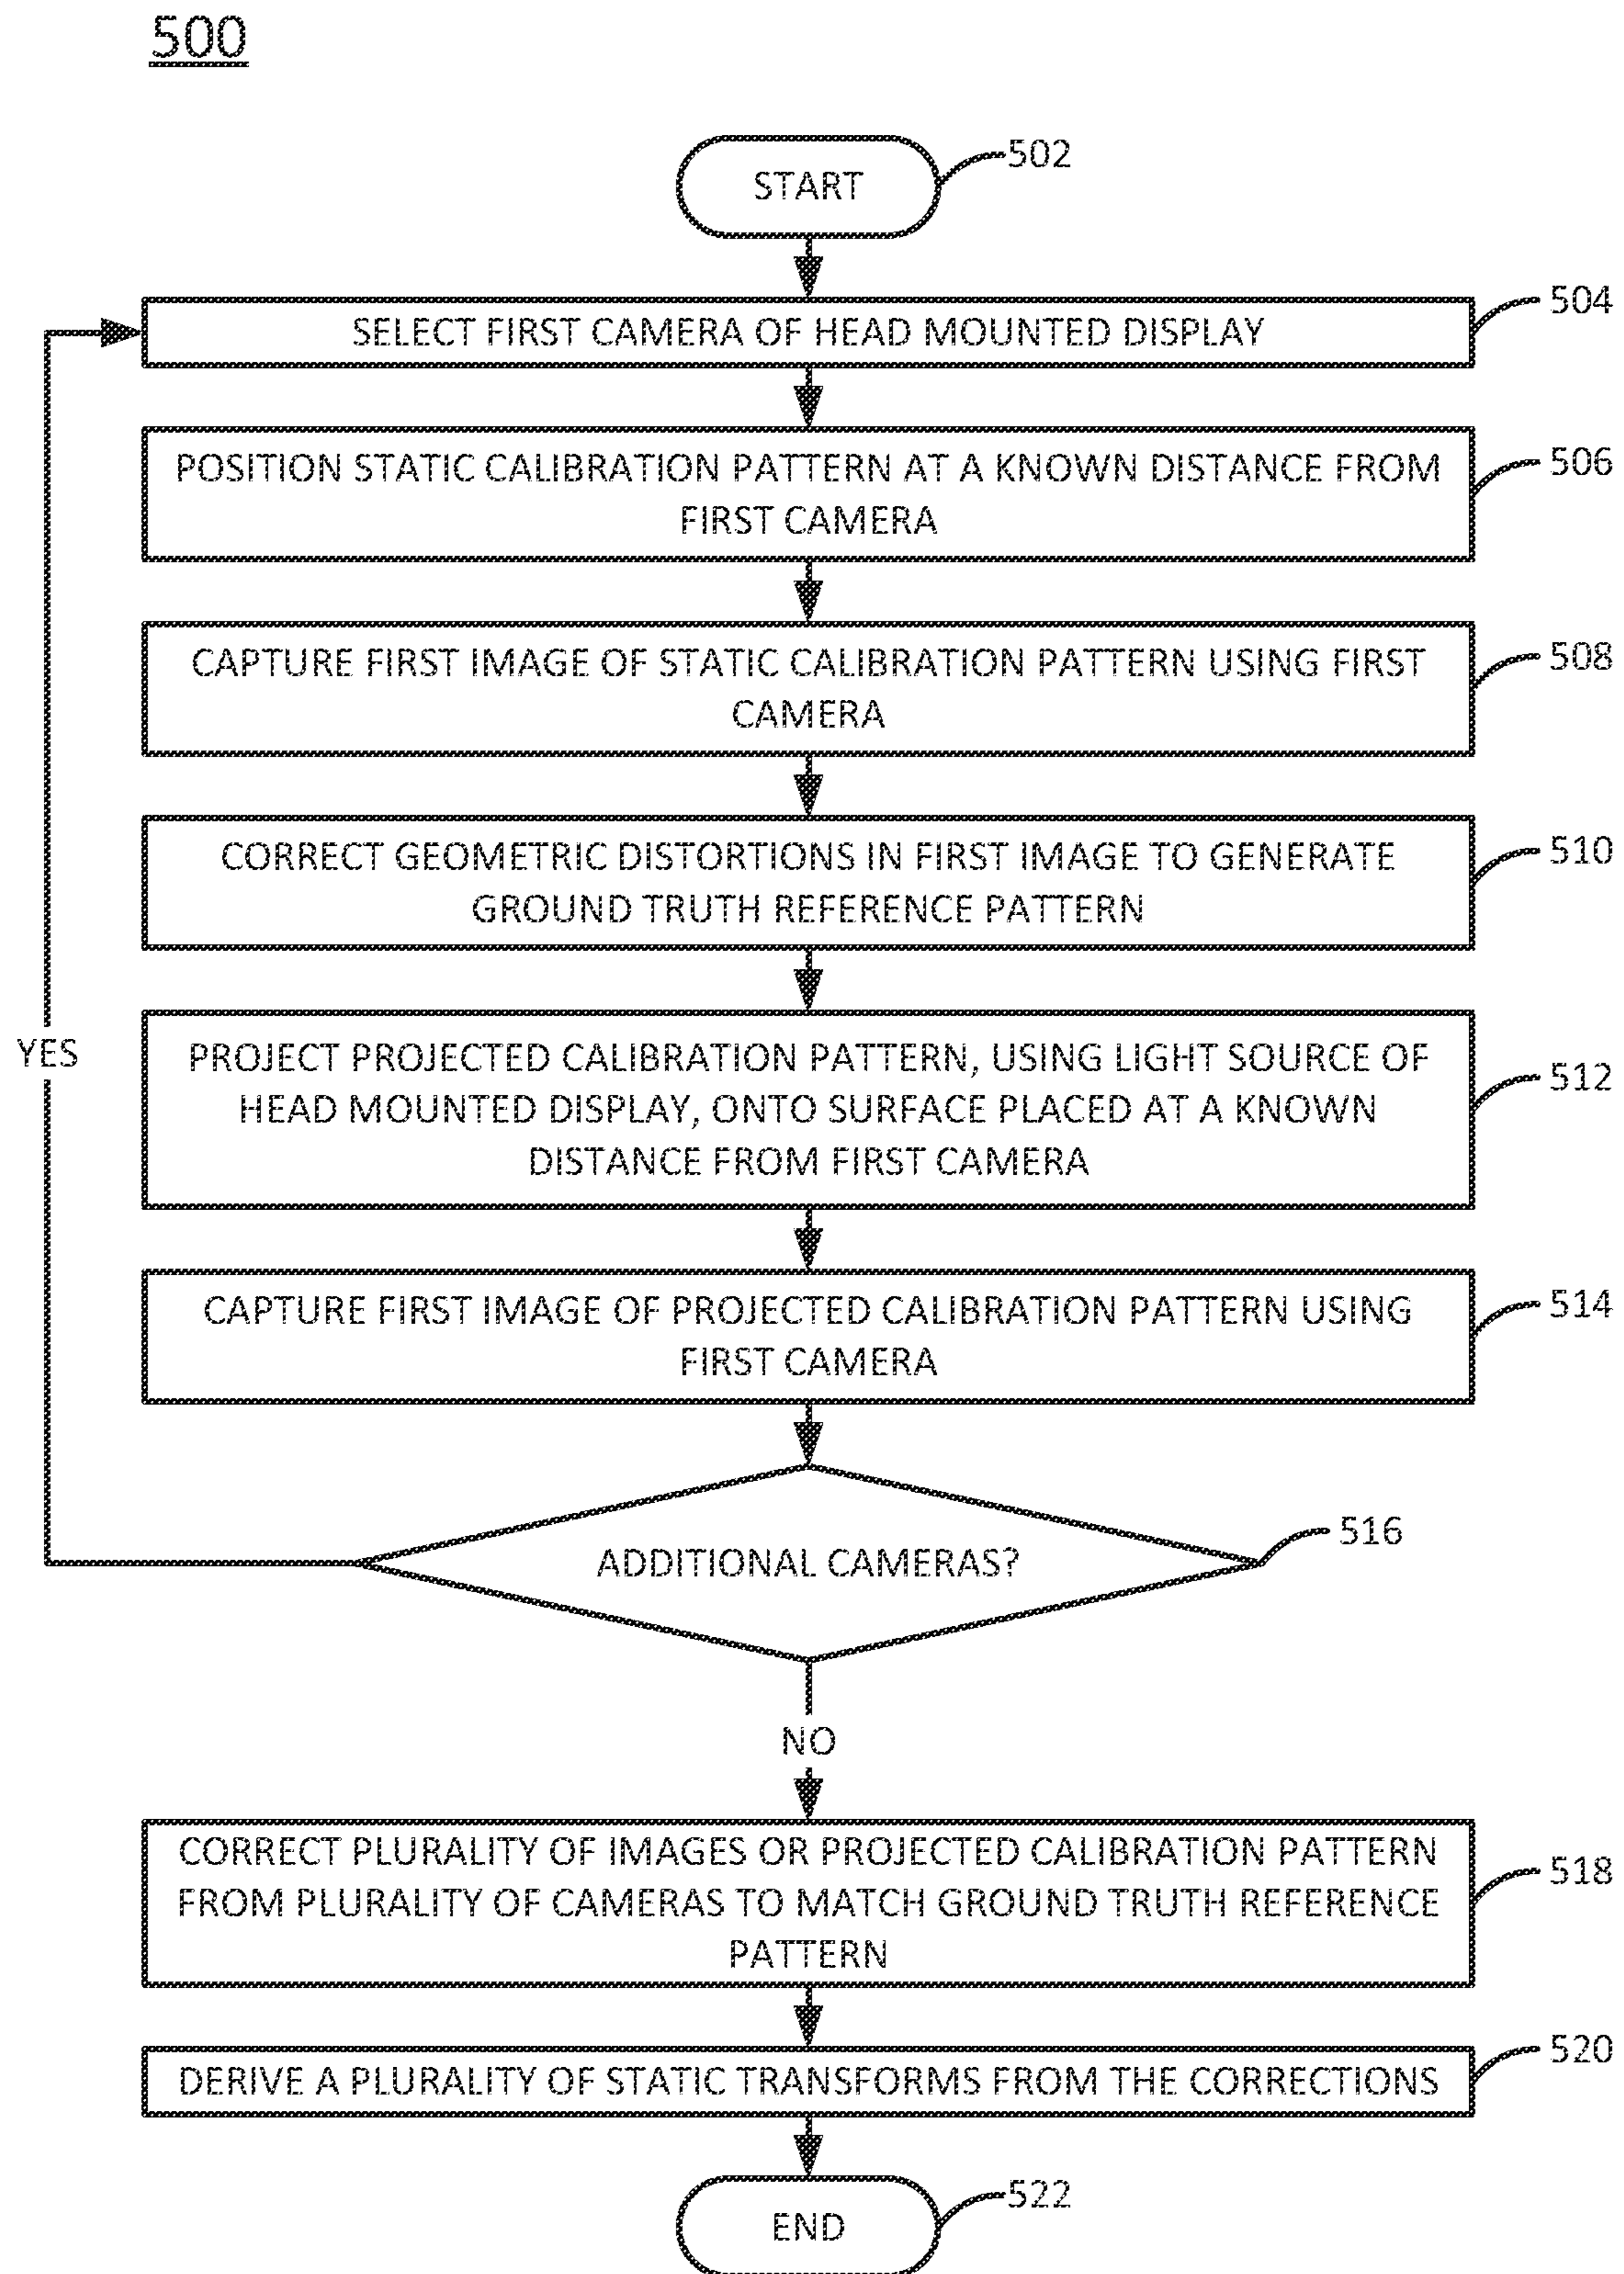 500
START
502
SELECT FIRST CAMERA OF HEAD MOUNTED DISPLAY
504
POSITION STATIC CALIBRATION PATTERN AT A KNOWN DISTANCE FROM
FIRST CAMERA
506
CAPTURE FIRST IMAGE OF STATIC CALIBRATION PATTERN USING FIRST
CAMERA
508
CORRECT GEOMETRIC DISTORTIONS IN FIRST IMAGE TO GENERATE
GROUND TRUTH REFERENCE PATTERN
510
PROJECT PROJECTED CALIBRATION PATTERN, USING LIGHT SOURCE OF
HEAD MOUNTED DISPLAY, ONTO SURFACE PLACED AT A KNOWN
DISTANCE FROM FIRST CAMERA
512
YES
CAPTURE FIRST IMAGE OF PROJECTED CALIBRATION PATTERN USING
FIRST CAMERA
514
ADDITIONAL CAMERAS?
516
NO
CORRECT PLURALITY OF IMAGES OR PROJECTED CALIBRATION PATTERN
FROM PLURALITY OF CAMERAS TO MATCH GROUND TRUTH REFERENCE
PATTERN
518
DERIVE A PLURALITY OF STATIC TRANSFORMS FROM THE CORRECTIONS
520
END
522